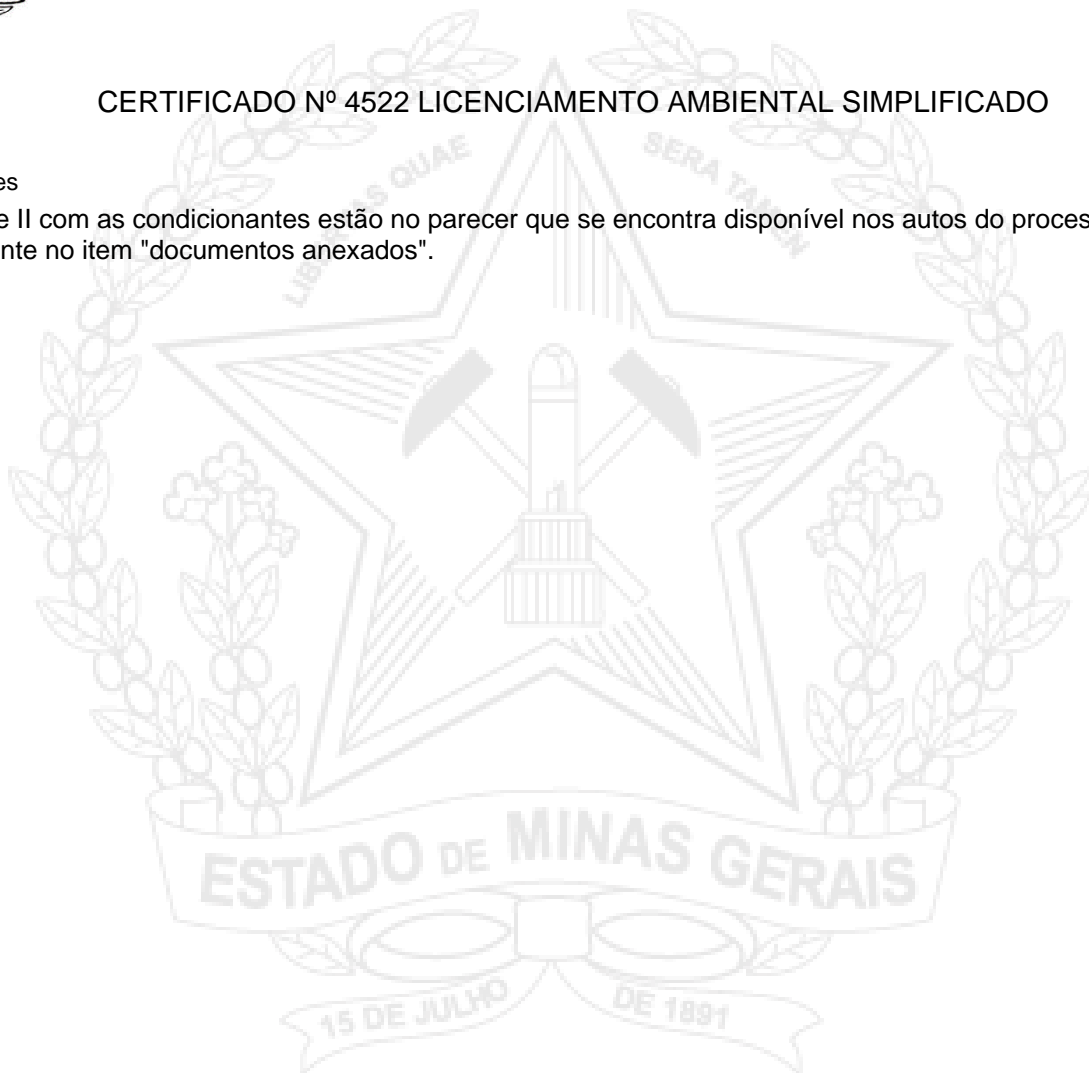 CERTIFICADO Nº 4522 LICENCIAMENTO AMBIENTAL SIMPLIFICADO
es
e II com as condicionantes estão no parecer que se encontra disponível nos autos do proces
nte no item "documentos anexados".
LIBERTAS QUAE SERA TAMEN
ESTADO DE MINAS GERAIS
15 DE JULHO DE 1891